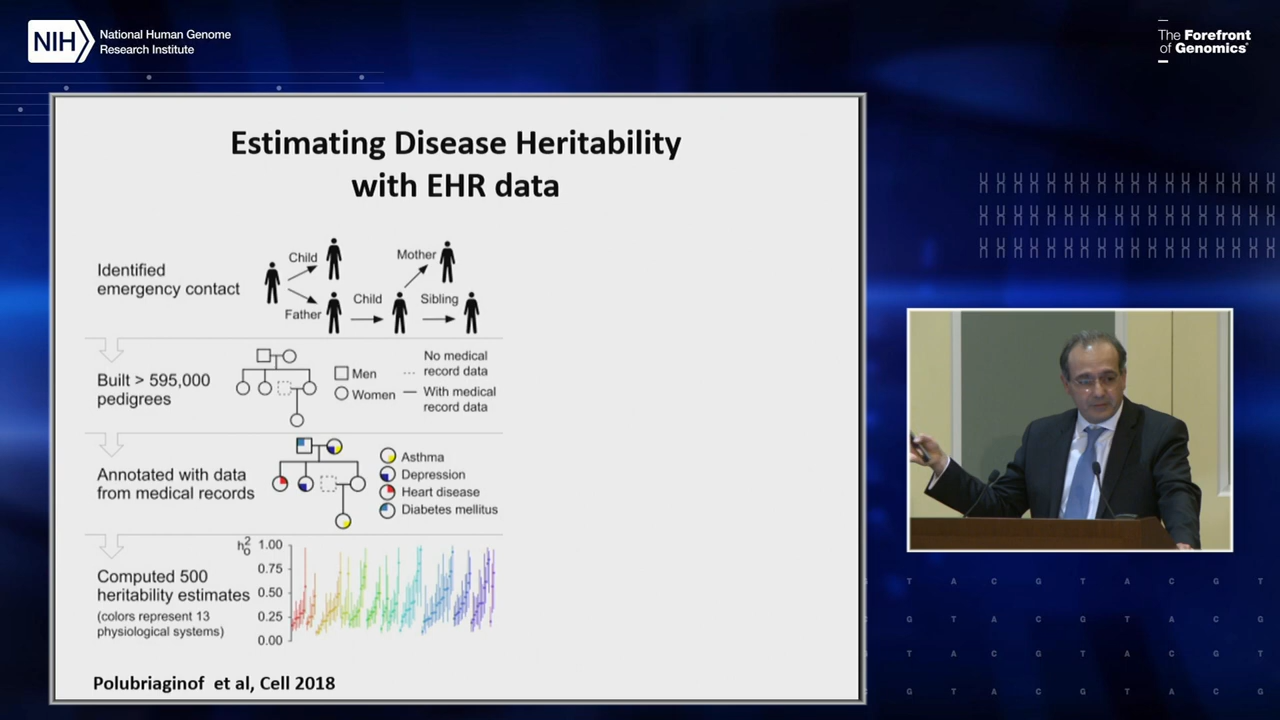 NIH
National Human Genome
Research Institute
The Forefront
of Genomics®
Estimating Disease Heritability
with EHR data
Identified
emergency contact
Child
Father
Child
Mother
Sibling
Built > 595,000
pedigrees
Men
Women
No medical
record data
With medical
record data
Annotated with data
from medical records
Asthma
Depression
Heart disease
Diabetes mellitus
Computed 500
heritability estimates
(colors represent 13
physiological systems)
h²o
1.00
0.75
0.50
0.25
0.00
Polubriaginof et al, Cell 2018
T A C G T A C G T
T A C G T A C G
T A C G T A C G
T A C G T A C G